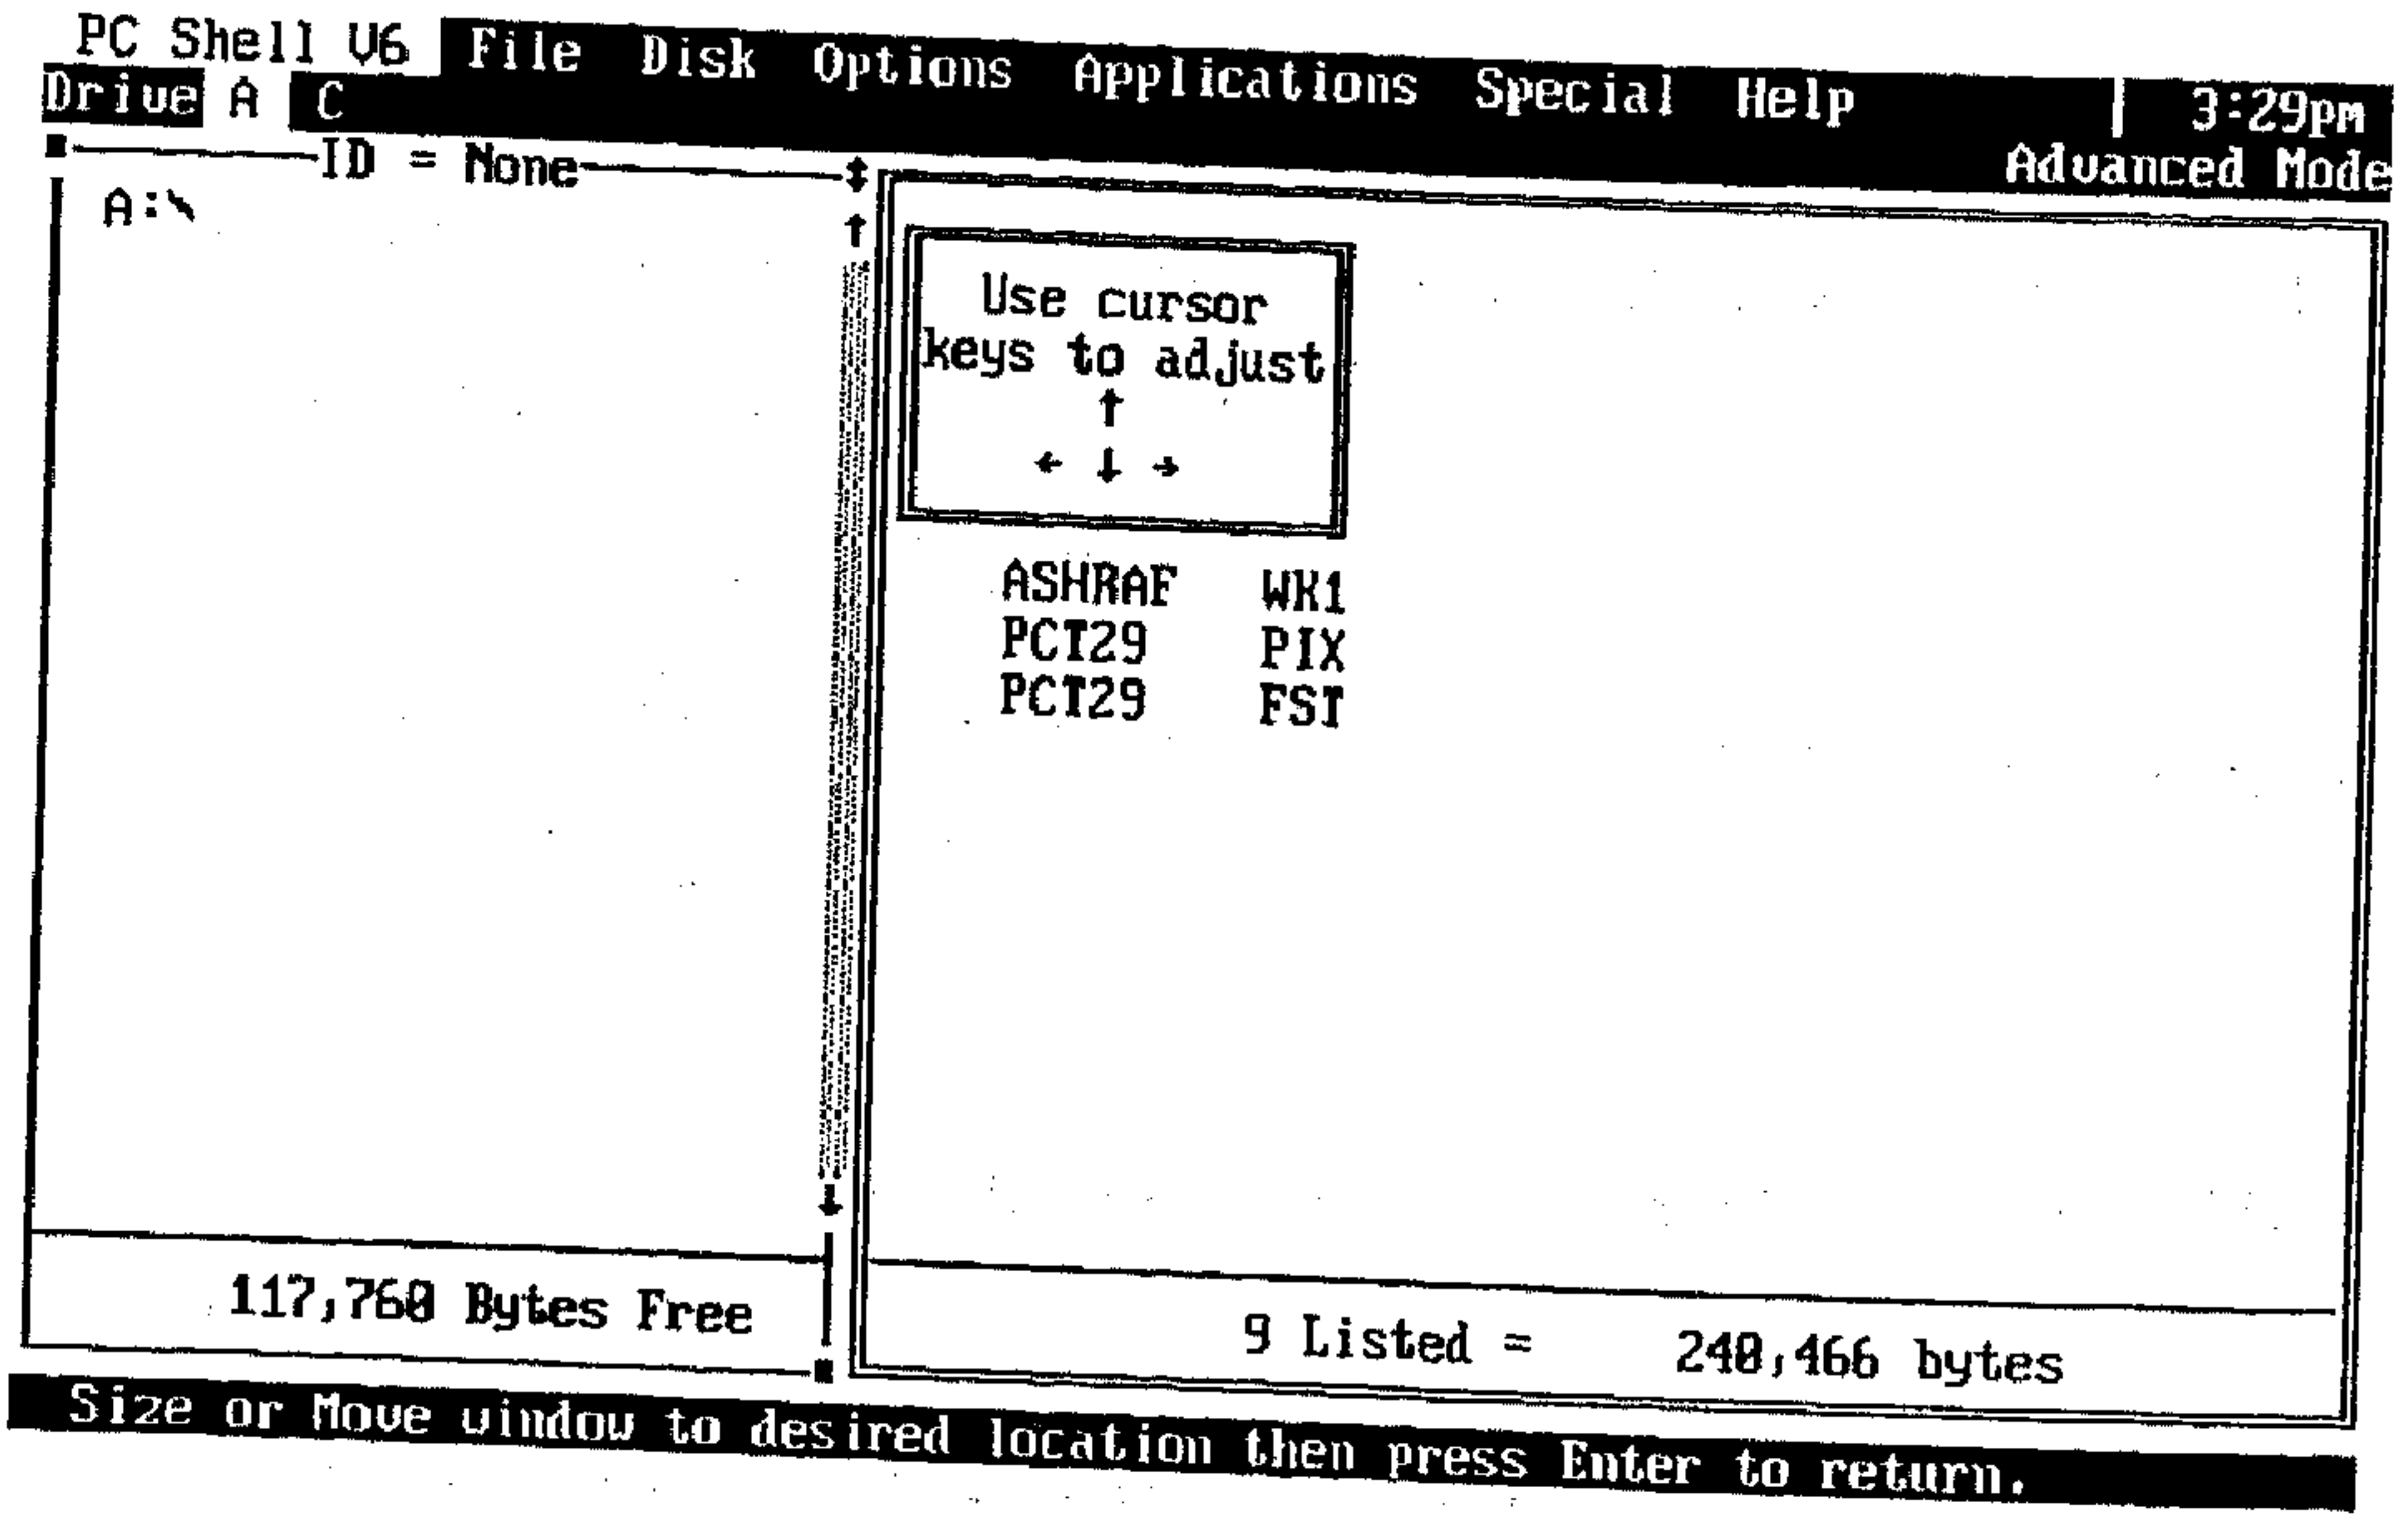 PC Shell V6 File Disk Options Applications Special Help | 3:29pm
Drive A C Advanced Mode
ID = None
A:\
Use cursor
keys to adjust
↑
← ↓ →
ASHRAF WK1
PCT29 PIX
PCT29 FST
117,760 Bytes Free
9 Listed = 240,466 bytes
Size or Move window to desired location then press Enter to return.